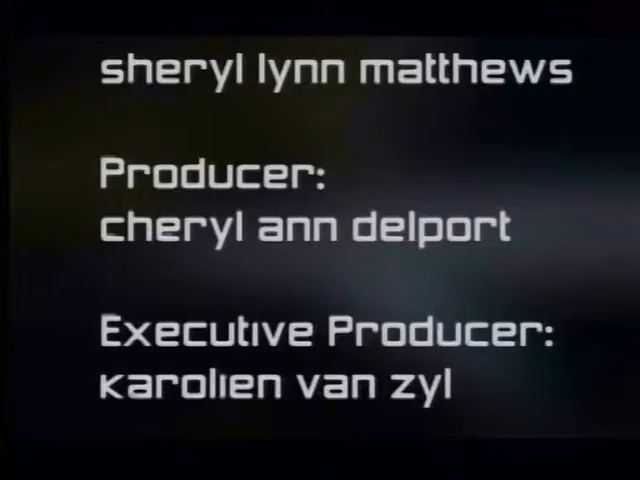 sheryl lynn matthews
Producer:
cheryl ann delport
Executive Producer:
karolien van zyl